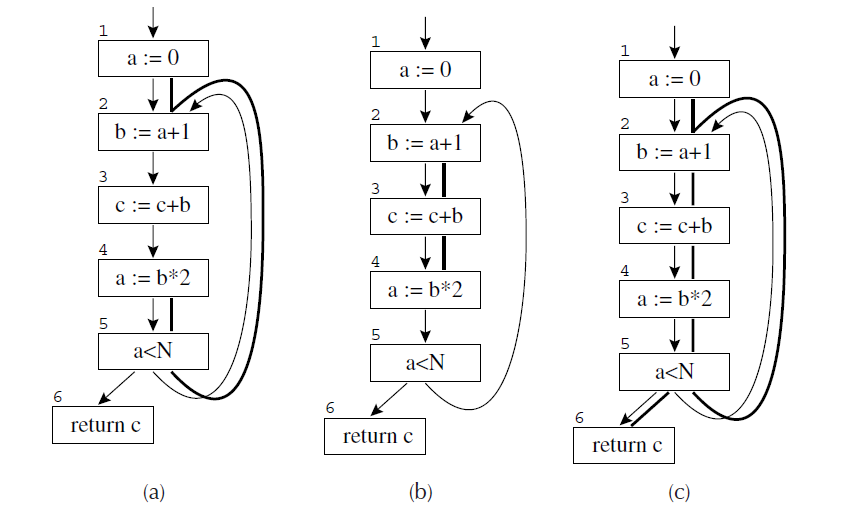 1
a := 0
2
b := a+1
3
c := c+b
4
a := b*2
5
a<N
6
return c
(a)
1
a := 0
2
b := a+1
3
c := c+b
4
a := b*2
5
a<N
6
return c
(b)
1
a := 0
2
b := a+1
3
c := c+b
4
a := b*2
5
a<N
6
return c
(c)